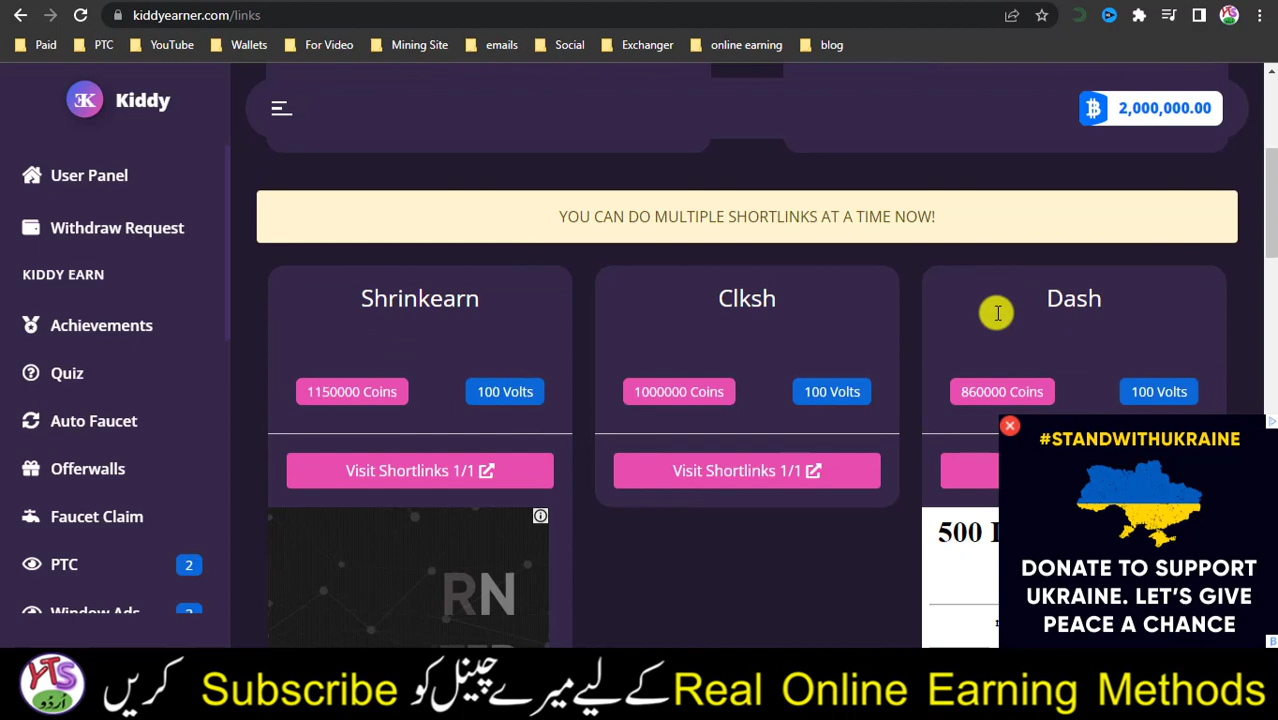 kiddyearner.com/links
Paid PTC YouTube Wallets For Video Mining Site emails Social Exchanger online earning blog
EK Kiddy
2,000,000.00
User Panel
Withdraw Request
KIDDY EARN
Achievements
Quiz
Auto Faucet
Offerwalls
Faucet Claim
PTC 2
Window Ads
YOU CAN DO MULTIPLE SHORTLINKS AT A TIME NOW!
Shrinkearn
1150000 Coins 100 Volts
Visit Shortlinks 1/1
RN
Clksh
1000000 Coins 100 Volts
Visit Shortlinks 1/1
Dash
860000 Coins 100 Volts
500
#STANDWITHUKRAINE
DONATE TO SUPPORT
UKRAINE. LET'S GIVE
PEACE A CHANCE
YTS
اُردُو
Real Online Earning Methods کے لیے میرے چینل کو Subscribe کریں